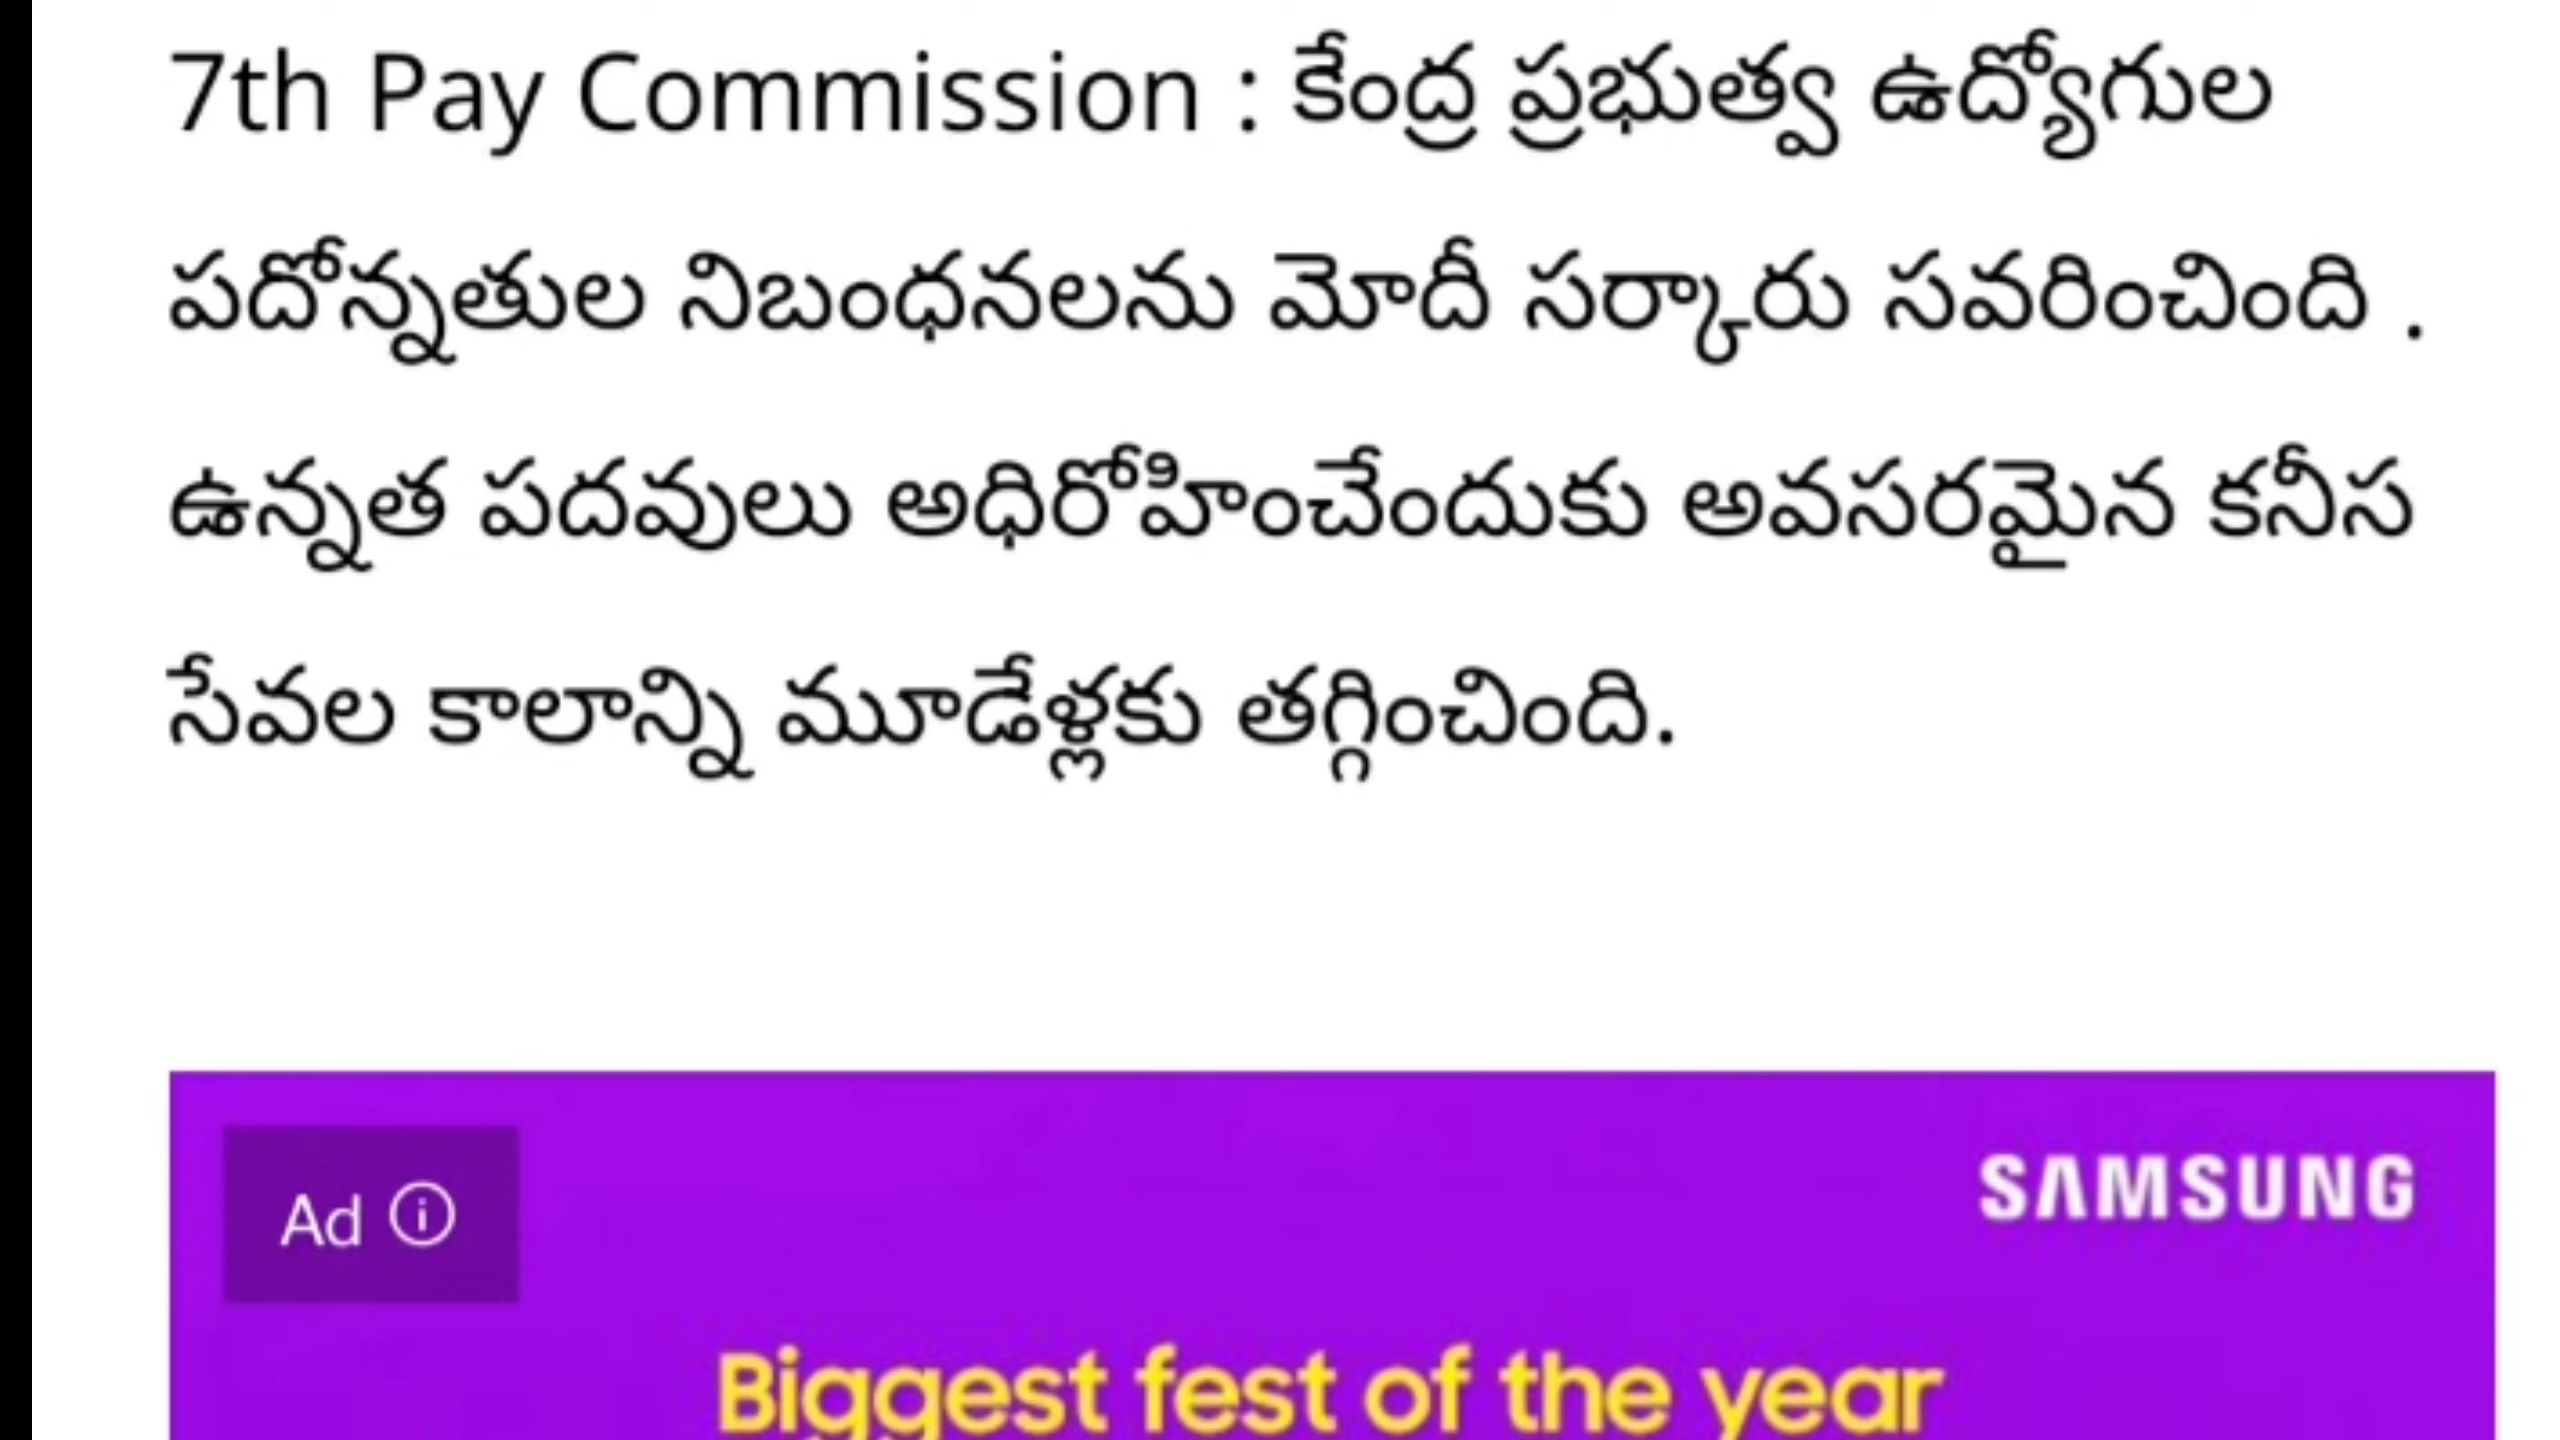 7th Pay Commission : కేంద్ర ప్రభుత్వ ఉద్యోగుల
పదోన్నతుల నిబంధనలను మోదీ సర్కారు సవరించింది .
ఉన్నత పదవులు అధిరోహించేందుకు అవసరమైన కనీస
సేవల కాలాన్ని మూడేళ్లకు తగ్గించింది.
Ad
SAMSUNG
Biggest fest of the year